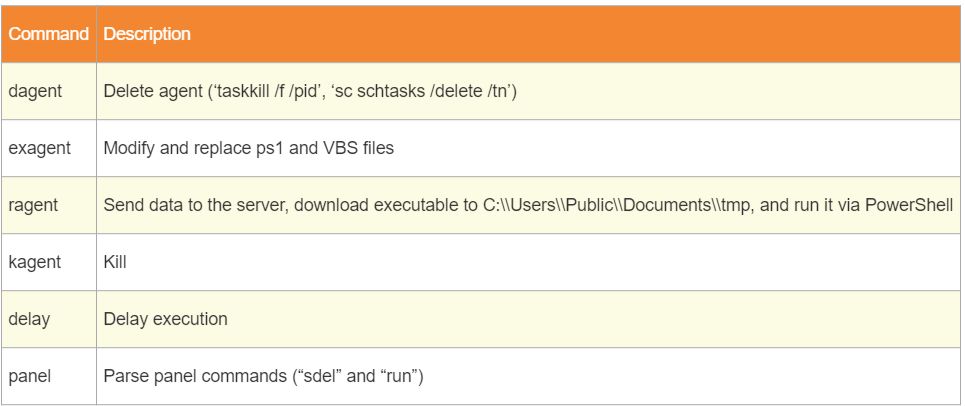 Command Description
dagent Delete agent (‘taskkill /f /pid’, ‘sc schtasks /delete /tn’)
exagent Modify and replace ps1 and VBS files
ragent Send data to the server, download executable to C:\\Users\\Public\\Documents\\tmp, and run it via PowerShell
kagent Kill
delay Delay execution
panel Parse panel commands (“sdel” and “run”)